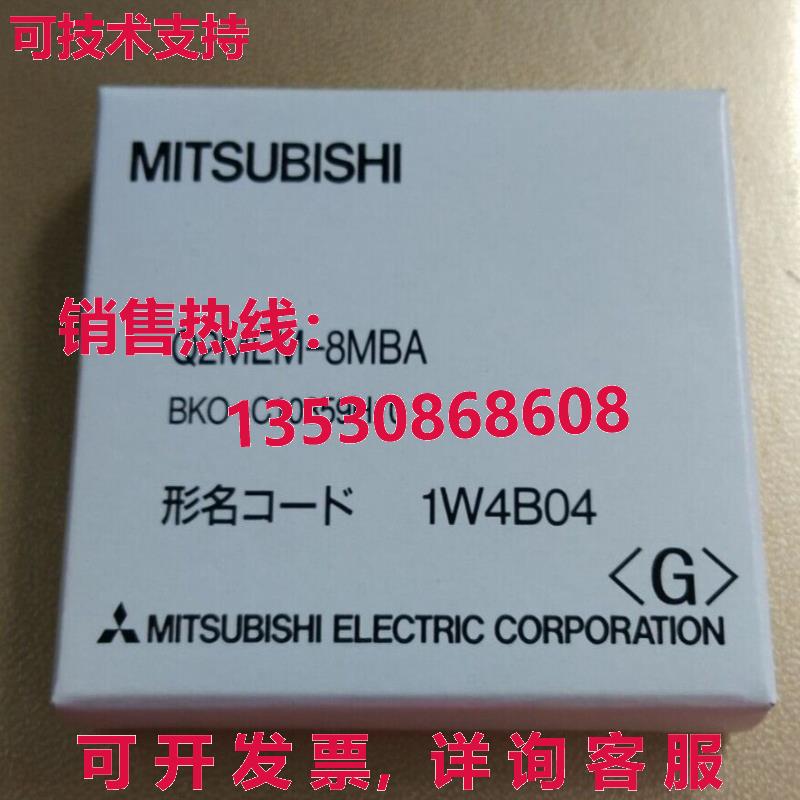 可技术支持
MITSUBISHI
销售热线：
Q2MEM-8MBA
13530868608
形名コード 1W4B04
<G>
MITSUBISHI ELECTRIC CORPORATION
可开发票, 详询客服